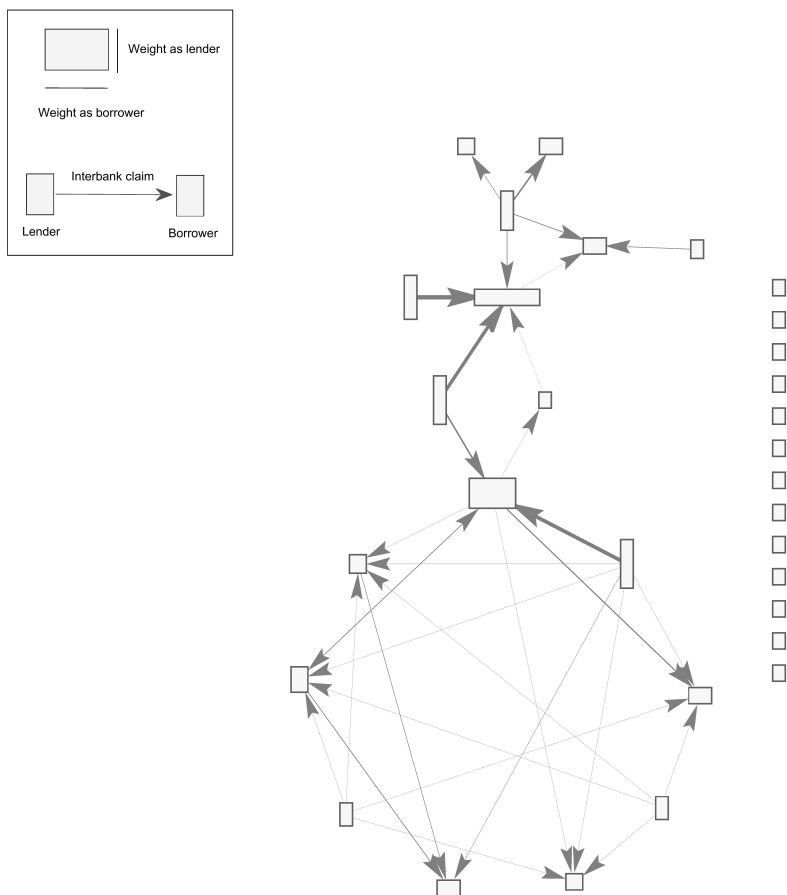 Weight as lender
Weight as borrower
Interbank claim
Lender
Borrower